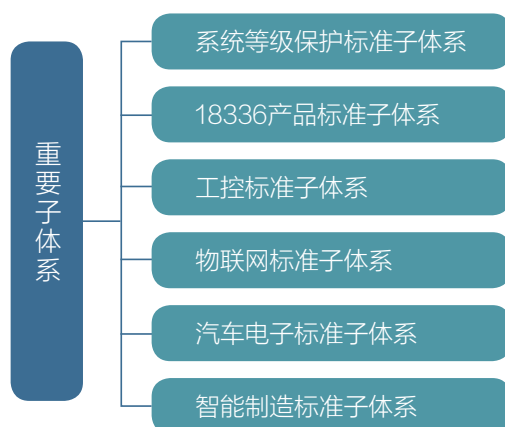 重要子体系
系统等级保护标准子体系
18336产品标准子体系
工控标准子体系
物联网标准子体系
汽车电子标准子体系
智能制造标准子体系